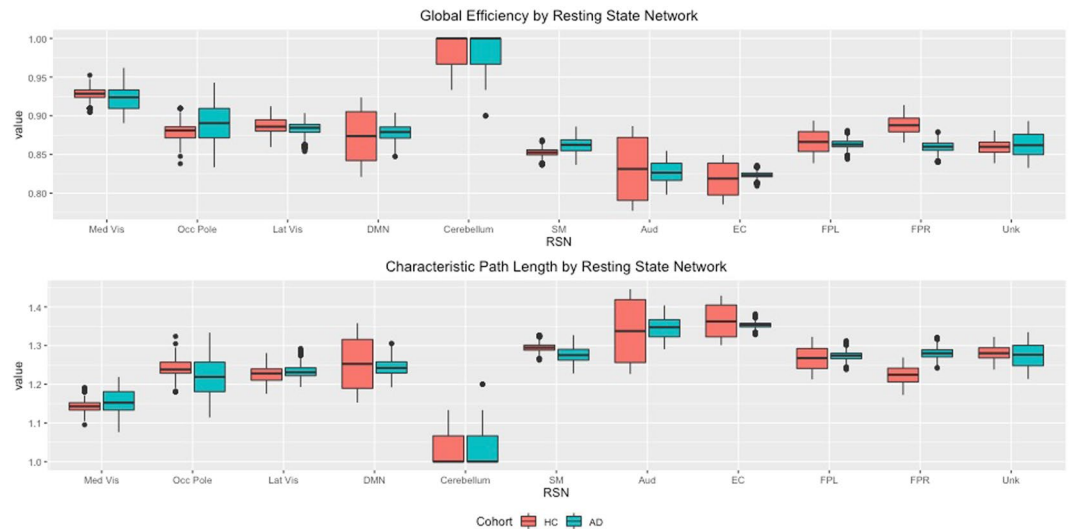 Global Efficiency by Resting State Network
value
1.00
0.95
0.90
0.85
0.80
Med Vis Occ Pole Lat Vis DMN Cerebellum SM Aud EC FPL FPR Unk
RSN
Characteristic Path Length by Resting State Network
value
1.4
1.3
1.2
1.1
1.0
Med Vis Occ Pole Lat Vis DMN Cerebellum SM Aud EC FPL FPR Unk
RSN
Cohort HC AD